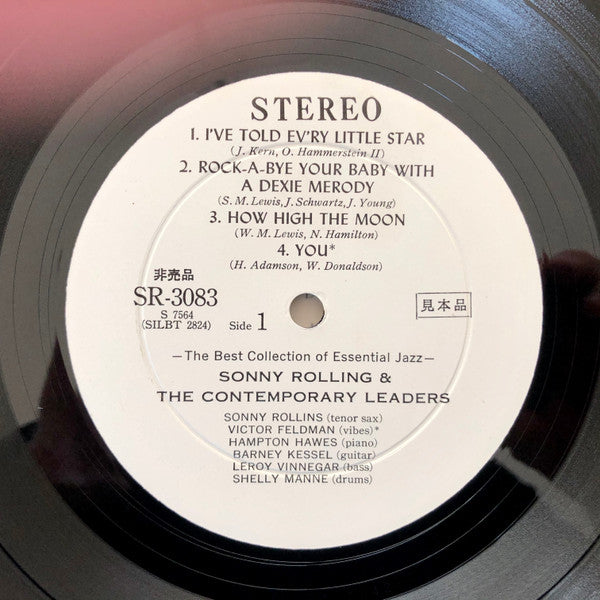 STEREO
1. I'VE TOLD EV'RY LITTLE STAR
(J. Kern, O. Hammerstein II)
2. ROCK-A-BYE YOUR BABY WITH
A DEXIE MERODY
(S. M. Lewis, J. Schwartz, J. Young)
3. HOW HIGH THE MOON
(W. M. Lewis, N. Hamilton)
4. YOU*
(H. Adamson, W. Donaldson)
非売品
SR-3083
S 7564
(SILBT 2824) Side 1
見本品
—The Best Collection of Essential Jazz—
SONNY ROLLING &
THE CONTEMPORARY LEADERS
SONNY ROLLINS (tenor sax)
VICTOR FELDMAN (vibes)*
HAMPTON HAWES (piano)
BARNEY KESSEL (guitar)
LEROY VINNEGAR (bass)
SHELLY MANNE (drums)